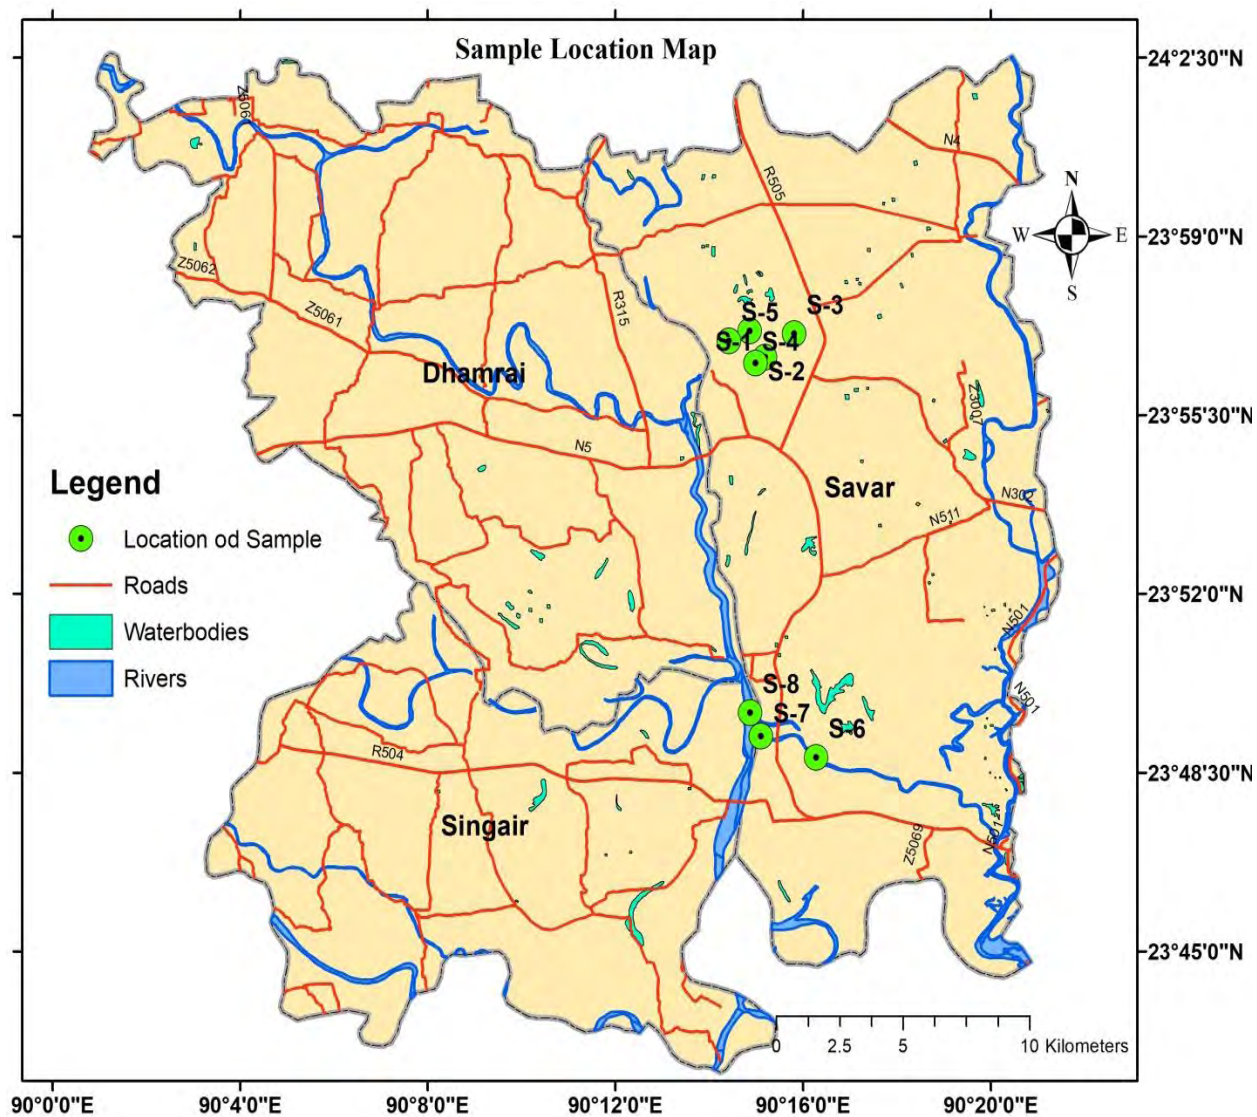 Sample Location Map
24°2'30"N
23°59'0"N
23°55'30"N
23°52'0"N
23°48'30"N
23°45'0"N
N
W
E
S
Z5061
N4
R505
Z5062
Z5061
R315
S-5
S-3
S-1
S-4
S-2
Dhamrai
Z3007
N5
Savar
N302
N511
N501
S-8
S-7
S-6
N501
R504
Singair
Z5069
N501
Legend
Location od Sample
Roads
Waterbodies
Rivers
0 2.5 5 10 Kilometers
90°0'0"E 90°4'0"E 90°8'0"E 90°12'0"E 90°16'0"E 90°20'0"E